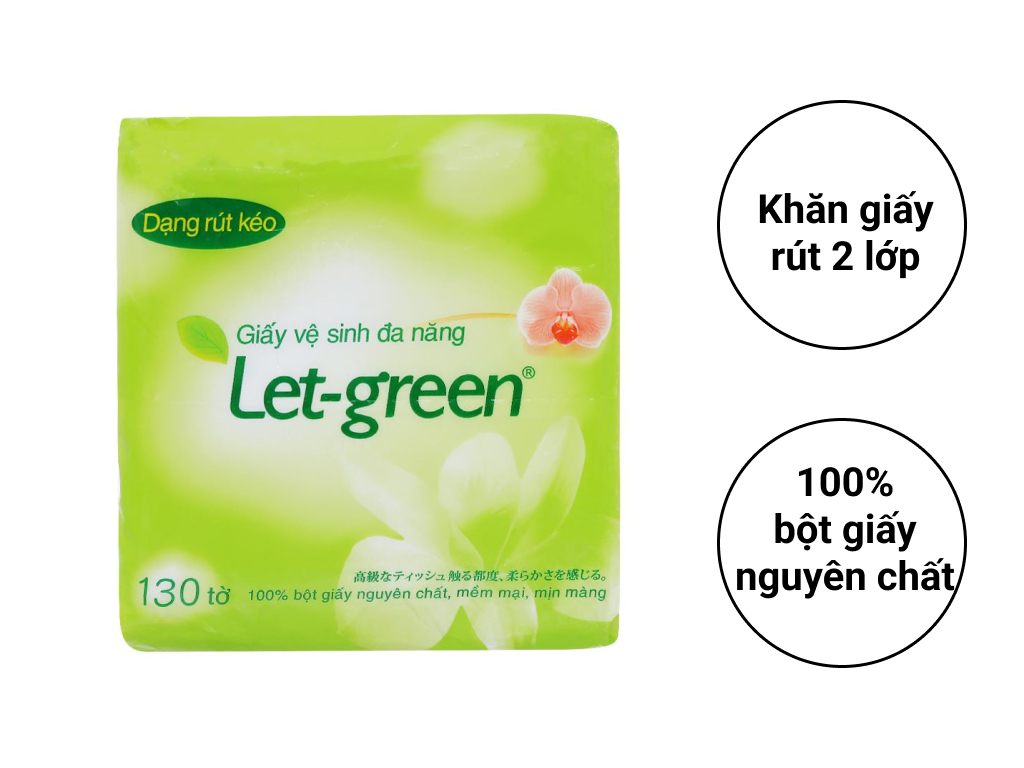 Dạng rút kéo
Giấy vệ sinh đa năng
Let-green®
高級なティッシュ触る都度、柔らかさを感じる。
130 tờ
100% bột giấy nguyên chất, mềm mại, mịn màng
Khăn giấy
rút 2 lớp
100%
bột giấy
nguyên chất